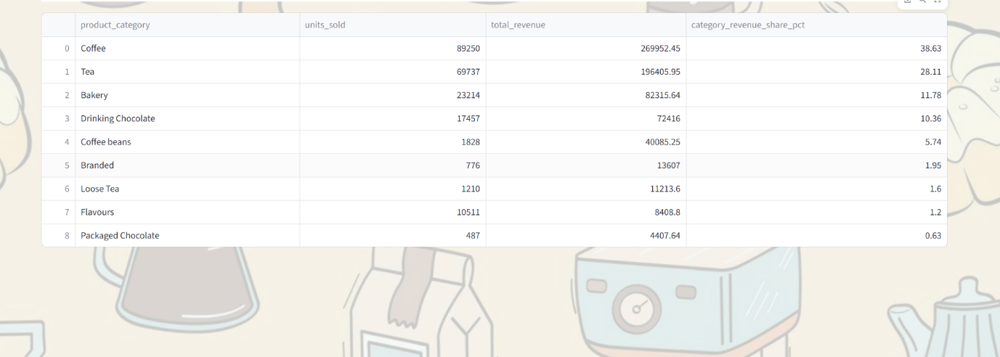 product_category units_sold total_revenue category_revenue_share_pct
0 Coffee 89250 269952.45 38.63
1 Tea 69737 196405.95 28.11
2 Bakery 23214 82315.64 11.78
3 Drinking Chocolate 17457 72416 10.36
4 Coffee beans 1828 40085.25 5.74
5 Branded 776 13607 1.95
6 Loose Tea 1210 11213.6 1.6
7 Flavours 10511 8408.8 1.2
8 Packaged Chocolate 487 4407.64 0.63